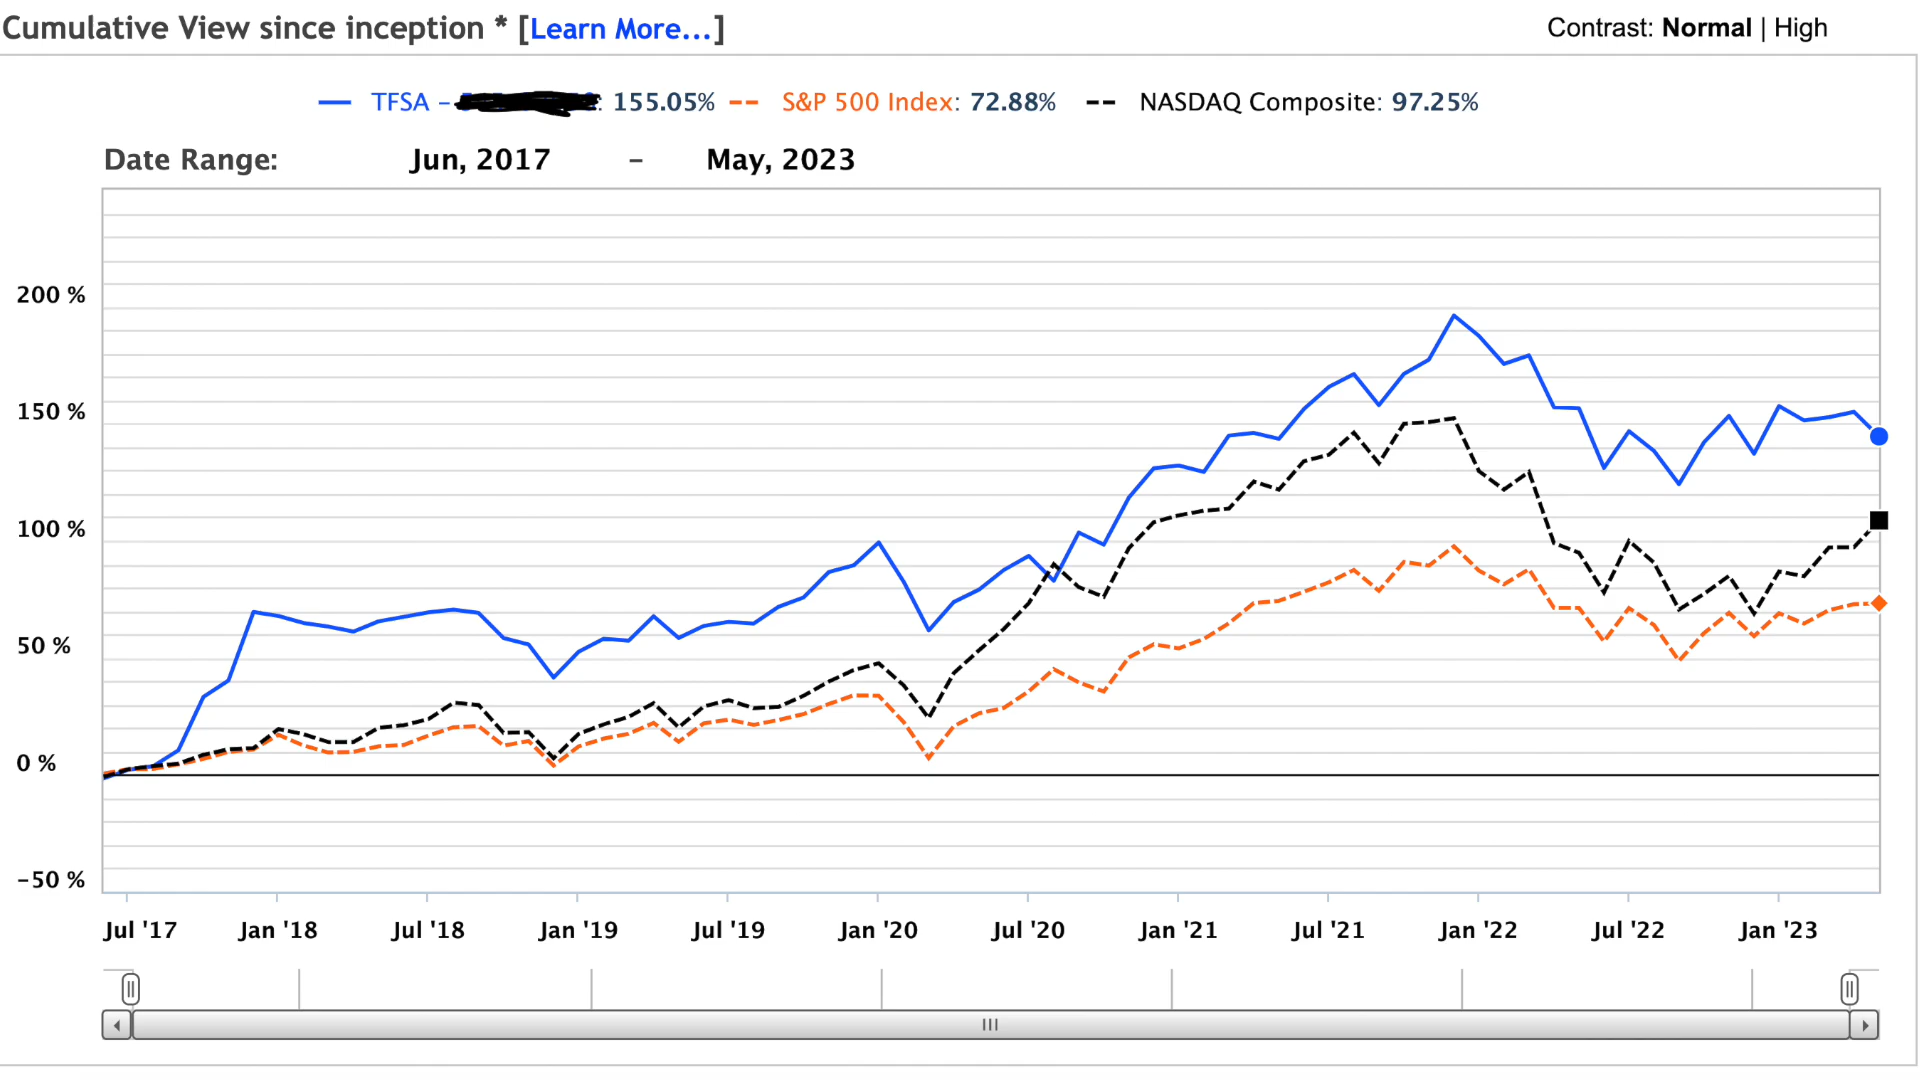 Cumulative View since inception * [Learn More...]
Contrast: Normal | High
TFSA - : 155.05% S&P 500 Index: 72.88% NASDAQ Composite: 97.25%
Date Range: Jun, 2017 - May, 2023
200 %
150 %
100 %
50 %
0 %
-50 %
Jul '17 Jan '18 Jul '18 Jan '19 Jul '19 Jan '20 Jul '20 Jan '21 Jul '21 Jan '22 Jul '22 Jan '23